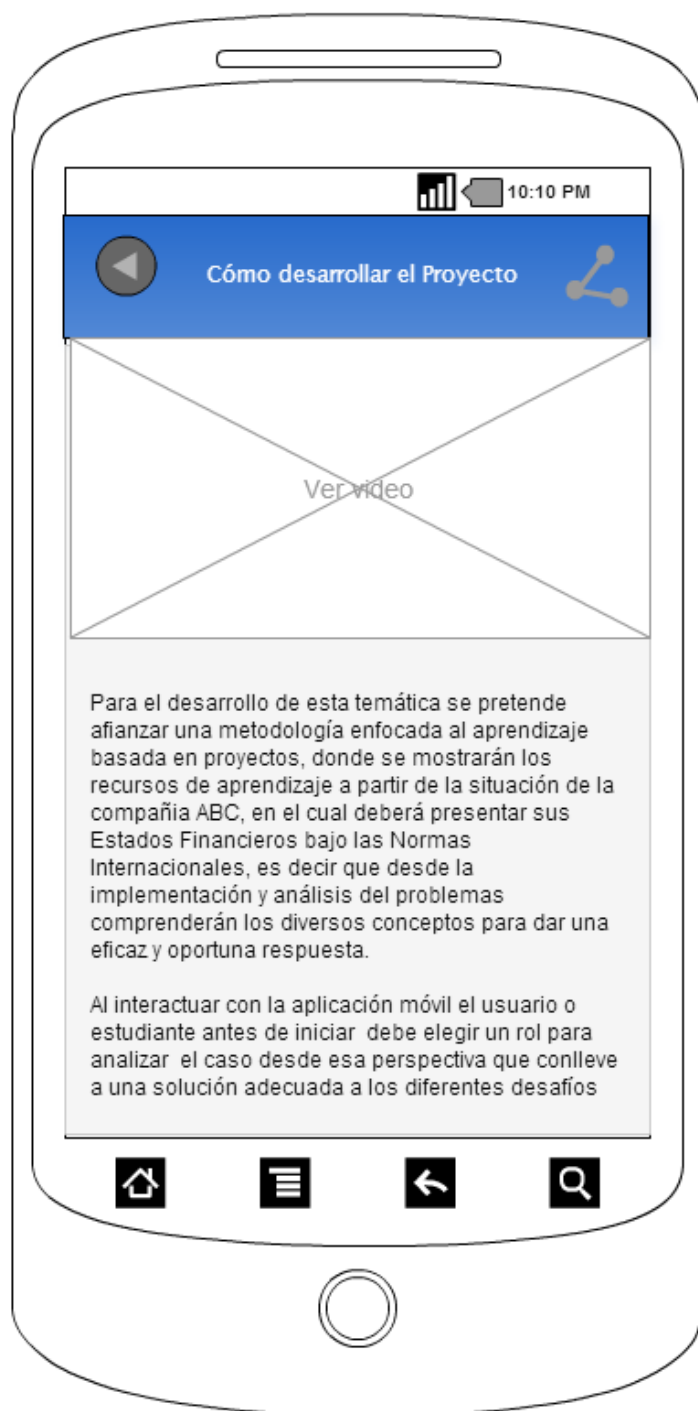 10:10 PM
Cómo desarrollar el Proyecto
Ver video
Para el desarrollo de esta temática se pretende
afianzar una metodología enfocada al aprendizaje
basada en proyectos, donde se mostrarán los
recursos de aprendizaje a partir de la situación de la
compañia ABC, en el cual deberá presentar sus
Estados Financieros bajo las Normas
Internacionales, es decir que desde la
implementación y análisis del problemas
comprenderán los diversos conceptos para dar una
eficaz y oportuna respuesta.
Al interactuar con la aplicación móvil el usuario o
estudiante antes de iniciar  debe elegir un rol para
analizar  el caso desde esa perspectiva que conlleve
a una solución adecuada a los diferentes desafíos